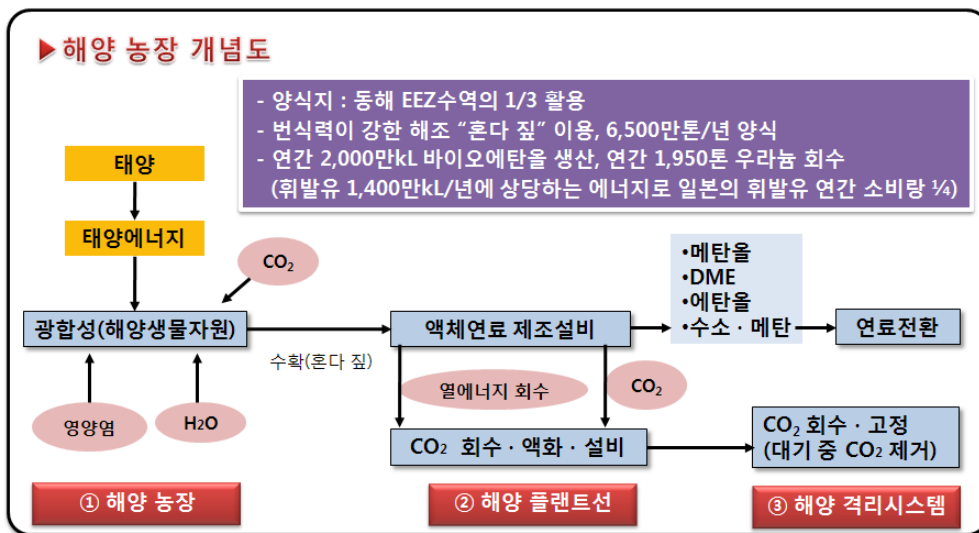 ▶해양 농장 개념도
- 양식지 : 동해 EEZ수역의 1/3 활용
- 번식력이 강한 해조 “혼다 짚” 이용, 6,500만톤/년 양식
- 연간 2,000만kL 바이오에탄올 생산, 연간 1,950톤 우라늄 회수
(휘발유 1,400만kL/년에 상당하는 에너지로 일본의 휘발유 연간 소비랑 ¼)
태양
태양에너지
CO₂
광합성(해양생물자원)
영양염
H₂O
수확(혼다 짚)
액체연료 제조설비
•메탄올
•DME
•에탄올
•수소 · 메탄
연료전환
열에너지 회수
CO₂
CO₂ 회수 · 액화 · 설비
CO₂ 회수 · 고정
(대기 중 CO₂ 제거)
① 해양 농장
② 해양 플랜트선
③ 해양 격리시스템